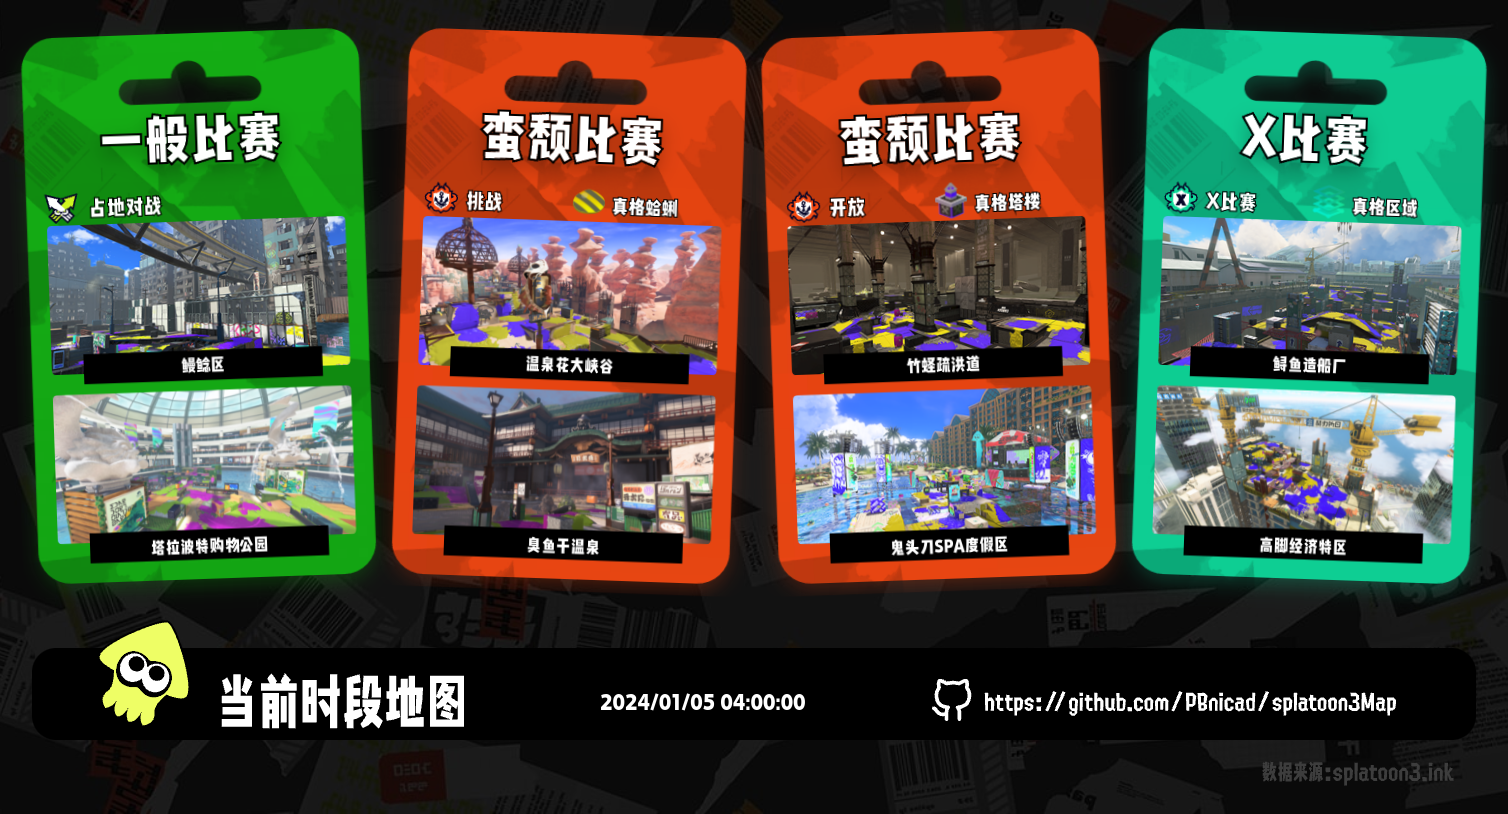 一般比赛
占地对战
鳗鲶区
塔拉波特购物公园
蛮颓比赛
挑战
真格蛤蜊
温泉花大峡谷
臭鱼干温泉
蛮颓比赛
开放
真格塔楼
竹蛏疏洪道
鬼头刀SPA度假区
X比赛
X比赛
真格区域
鲟鱼造船厂
高脚经济特区
当前时段地图
2024/01/05 04:00:00
https://github.com/PBnicad/splatoon3Map
数据来源:splatoon3.ink